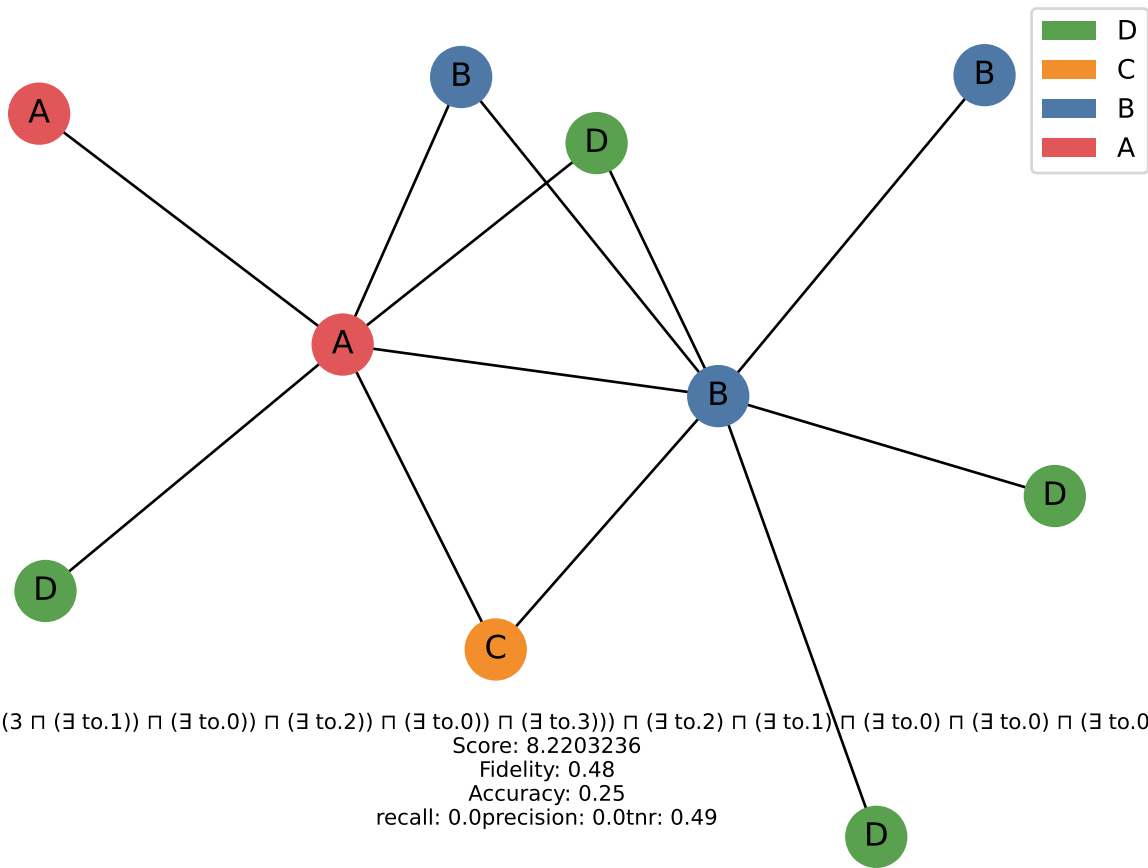 B
B
D
C
B
A
A
D
A
B
D
D
C
(3 ⊓ (∃ to.1)) ⊓ (∃ to.0)) ⊓ (∃ to.2)) ⊓ (∃ to.0)) ⊓ (∃ to.3))) ⊓ (∃ to.2) ⊓ (∃ to.1) ⊓ (∃ to.0) ⊓ (∃ to.0) ⊓ (∃ to.0
Score: 8.2203236
Fidelity: 0.48
Accuracy: 0.25
recall: 0.0precision: 0.0tnr: 0.49
D